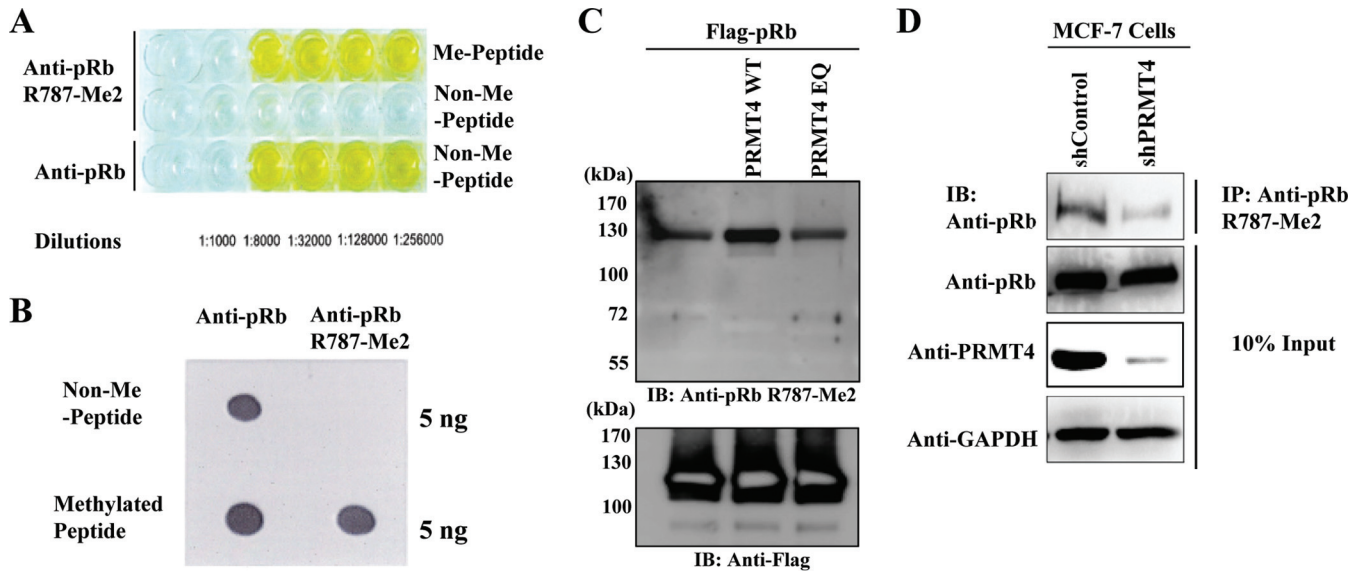 A
Anti-pRb
R787-Me2
Me-Peptide
Non-Me
-Peptide
Anti-pRb
Non-Me
-Peptide
Dilutions
1:1000 1:8000 1:32000 1:128000 1:256000
B
Anti-pRb
Anti-pRb
R787-Me2
Non-Me
-Peptide
5 ng
Methylated
Peptide
5 ng
C
Flag-pRb
PRMT4 WT
PRMT4 EQ
(kDa)
170
130
100
72
55
IB: Anti-pRb R787-Me2
(kDa)
170
130
100
IB: Anti-Flag
D
MCF-7 Cells
shControl
shPRMT4
IB:
Anti-pRb
IP: Anti-pRb
R787-Me2
Anti-pRb
Anti-PRMT4
10% Input
Anti-GAPDH